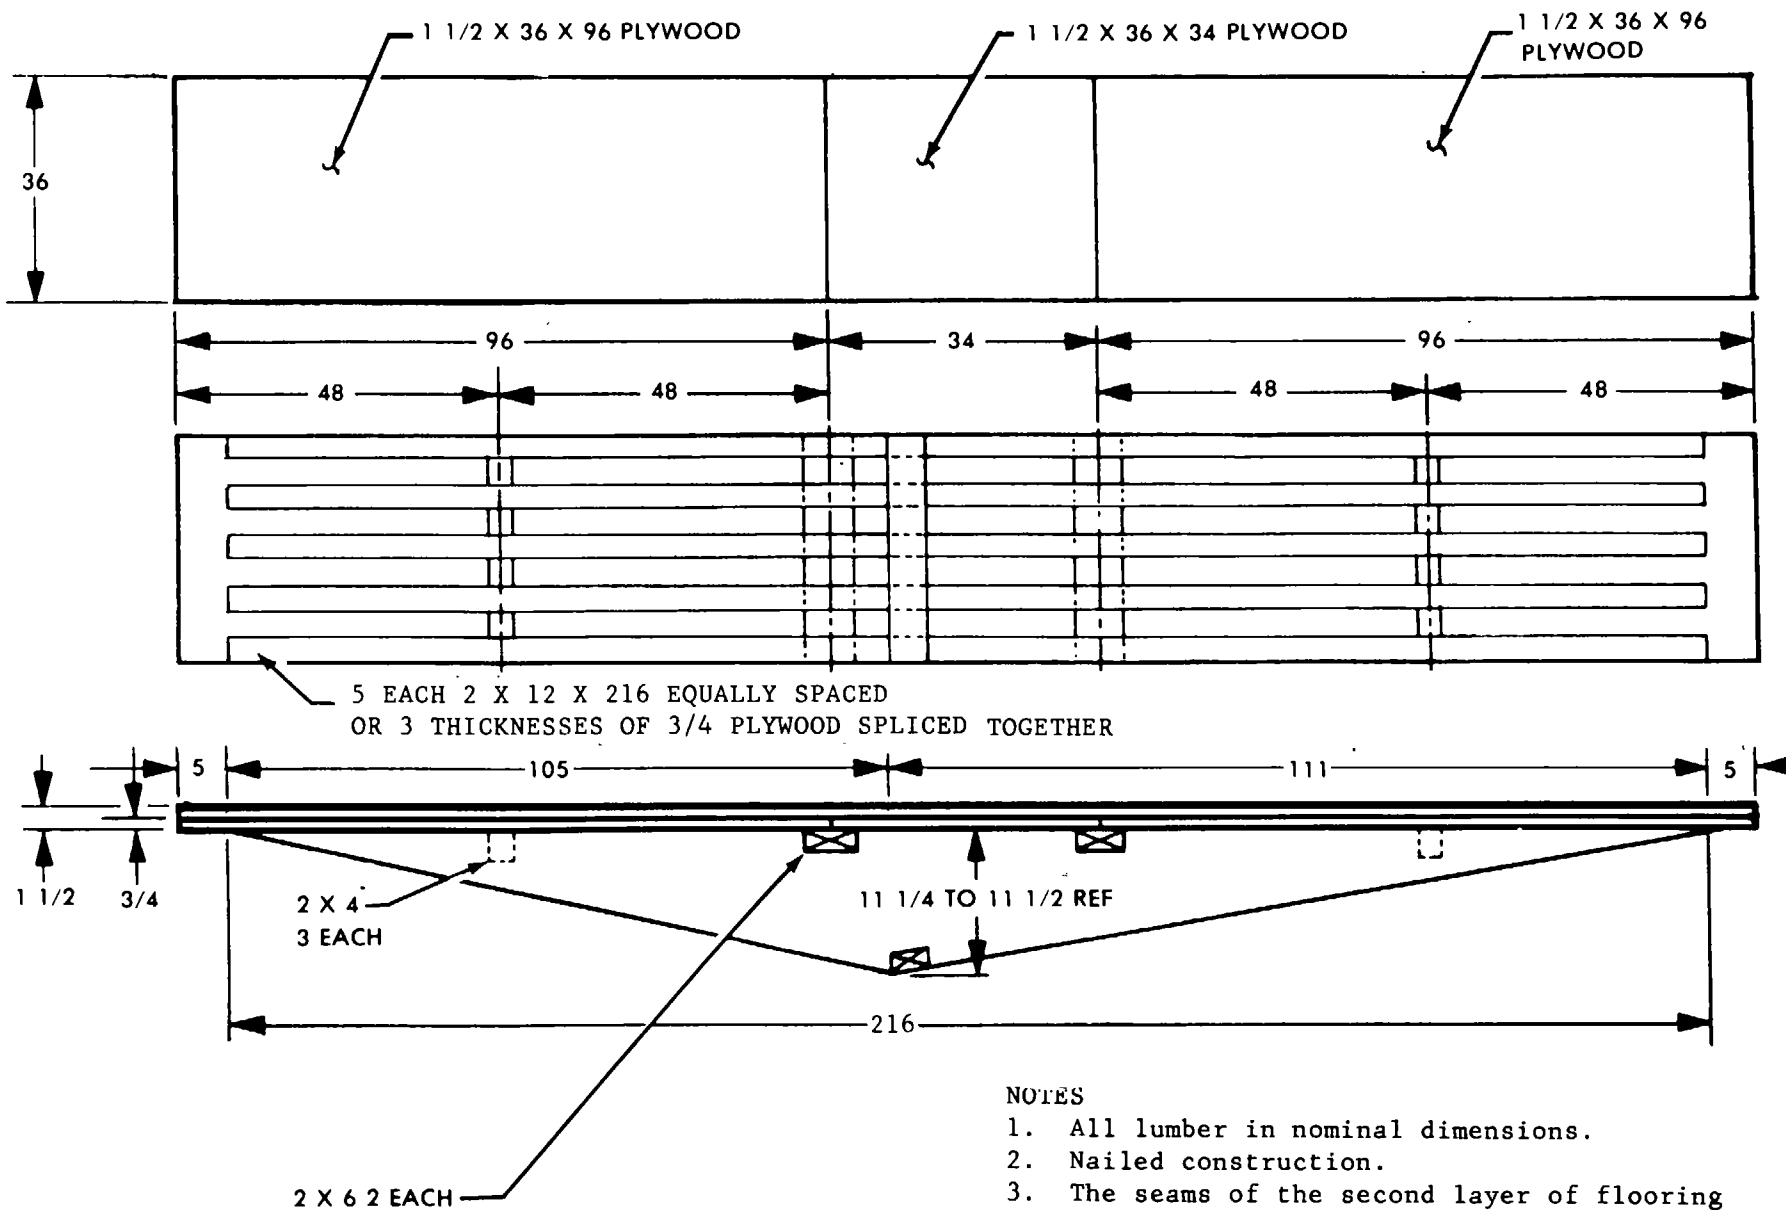 1 1/2 X 36 X 96 PLYWOOD
1 1/2 X 36 X 34 PLYWOOD
1 1/2 X 36 X 96
PLYWOOD
36
96
34
96
48
48
48
48
5 EACH 2 X 12 X 216 EQUALLY SPACED
OR 3 THICKNESSES OF 3/4 PLYWOOD SPLICED TOGETHER
5
105
111
5
1 1/2
3/4
2 X 4
3 EACH
11 1/4 TO 11 1/2 REF
216
2 X 6 2 EACH
NOTES
1. All lumber in nominal dimensions.
2. Nailed construction.
3. The seams of the second layer of flooring